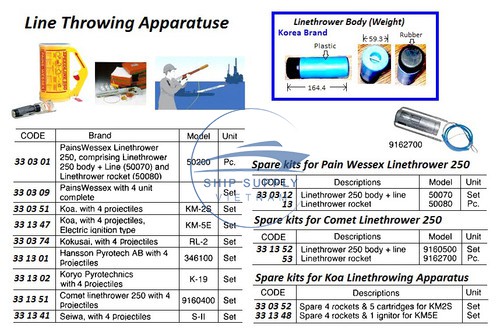 Line Throwing Apparatuse
Linethrower Body (Weight)
Korea Brand
Plastic
59.3
Rubber
164.4
9162700
CODE Brand Model Unit
33 03 01 PainsWessex Linethrower
250, comprising Linethrower
250 body + Line (50070) and
Linethrower rocket (50080) 50200 Pc.
33 03 09 PainsWessex with 4 unit
complete Set
33 03 51 Koa, with 4 projectiles KM-2S Set
33 13 47 Koa, with 4 projectiles,
Electric ignition type KM-5E Set
33 03 74 Kokusai, with 4 Projectiles RL-2 Set
33 13 01 Hansson Pyrotech AB with 4
Projectiles 346100 Set
33 13 02 Koryo Pyrotechnics
with 4 Projectiles K-19 Set
33 13 51 Comet linethrower 250 with 4
Projectiles 9160400 Set
33 13 41 Seiwa, with 4 Projectiles S-II Set
Spare kits for Pain Wessex Linethrower 250
CODE Descriptions Model Unit
33 03 12 Linethrower 250 body + line 50070 Set
13 Linethrower rocket 50080 Pc.
Spare kits for Comet Linethrower 250
CODE Descriptions Model Unit
33 13 52 Linethrower 250 body + line 9160500 Set
53 Linethrower rocket 9162700 Pc.
Spare kits for Koa Linethrowing Apparatus
CODE Descriptions Unit
33 03 52 Spare 4 rockets & 5 cartridges for KM2S Set
33 13 48 Spare 4 rockets & 1 ignitor for KM5E Set
SHIP SUPPLY
VIETNAM